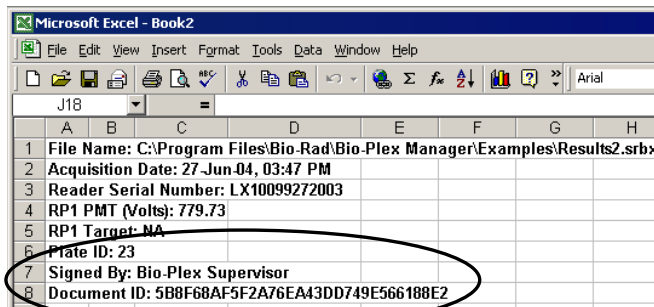 Microsoft Excel - Book2
File Edit View Insert Format Tools Data Window Help
ABC Σ fx Arial
J18 =
A B C D E F G H
1 File Name: C:\Program Files\Bio-Rad\Bio-Plex Manager\Examples\Results2.srbx
2 Acquisition Date: 27-Jun-04, 03:47 PM
3 Reader Serial Number: LX10099272003
4 RP1 PMT (Volts): 779.73
5 RP1 Target: NA
6 Plate ID: 23
7 Signed By: Bio-Plex Supervisor
8 Document ID: 5B8F68AF5F2A76EA43DD749E566188E2